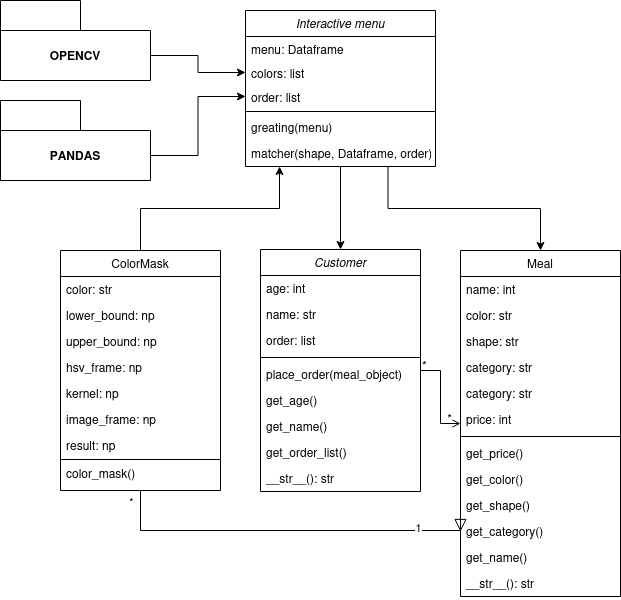 OPENCV
PANDAS
Interactive menu
menu: Dataframe
colors: list
order: list
greating(menu)
matcher(shape, Dataframe, order)
ColorMask
color: str
lower_bound: np
upper_bound: np
hsv_frame: np
kernel: np
image_frame: np
result: np
color_mask()
Customer
age: int
name: str
order: list
place_order(meal_object)
get_age()
get_name()
get_order_list()
__str__(): str
Meal
name: int
color: str
shape: str
category: str
category: str
price: int
get_price()
get_color()
get_shape()
get_category()
get_name()
__str__(): str
*
*
*
1